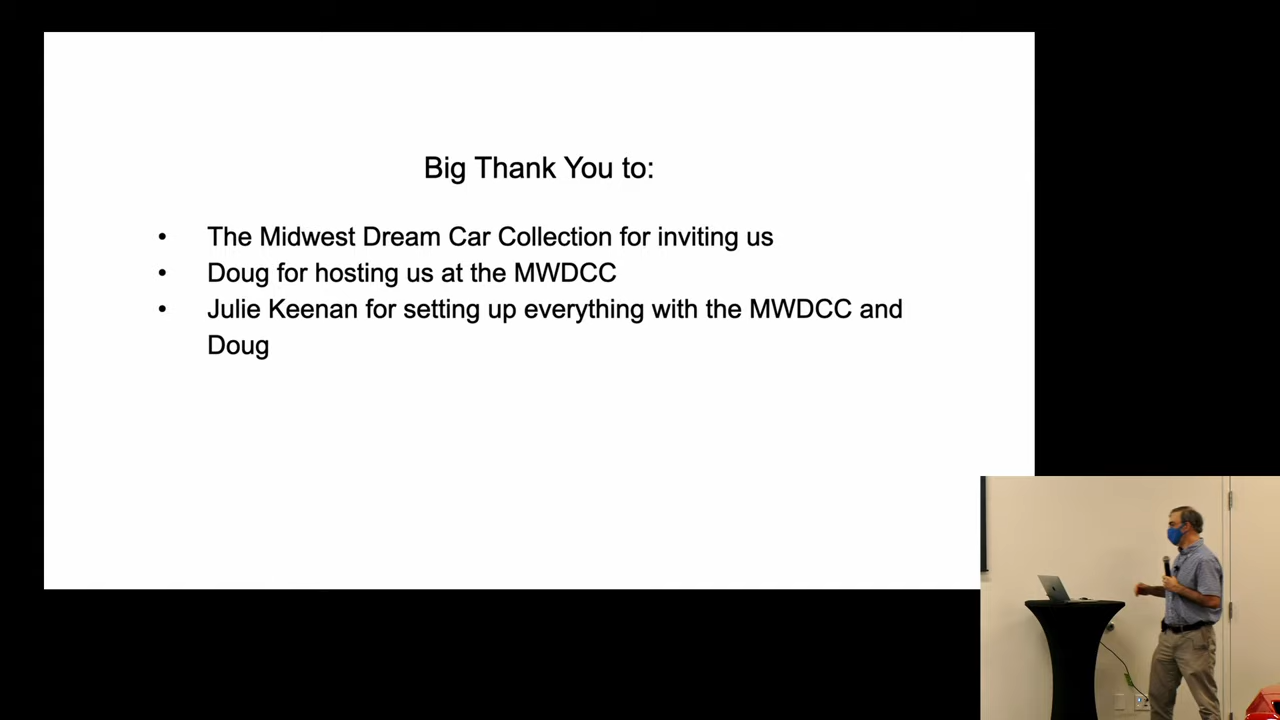 Big Thank You to:
• The Midwest Dream Car Collection for inviting us
• Doug for hosting us at the MWDCC
• Julie Keenan for setting up everything with the MWDCC and
Doug